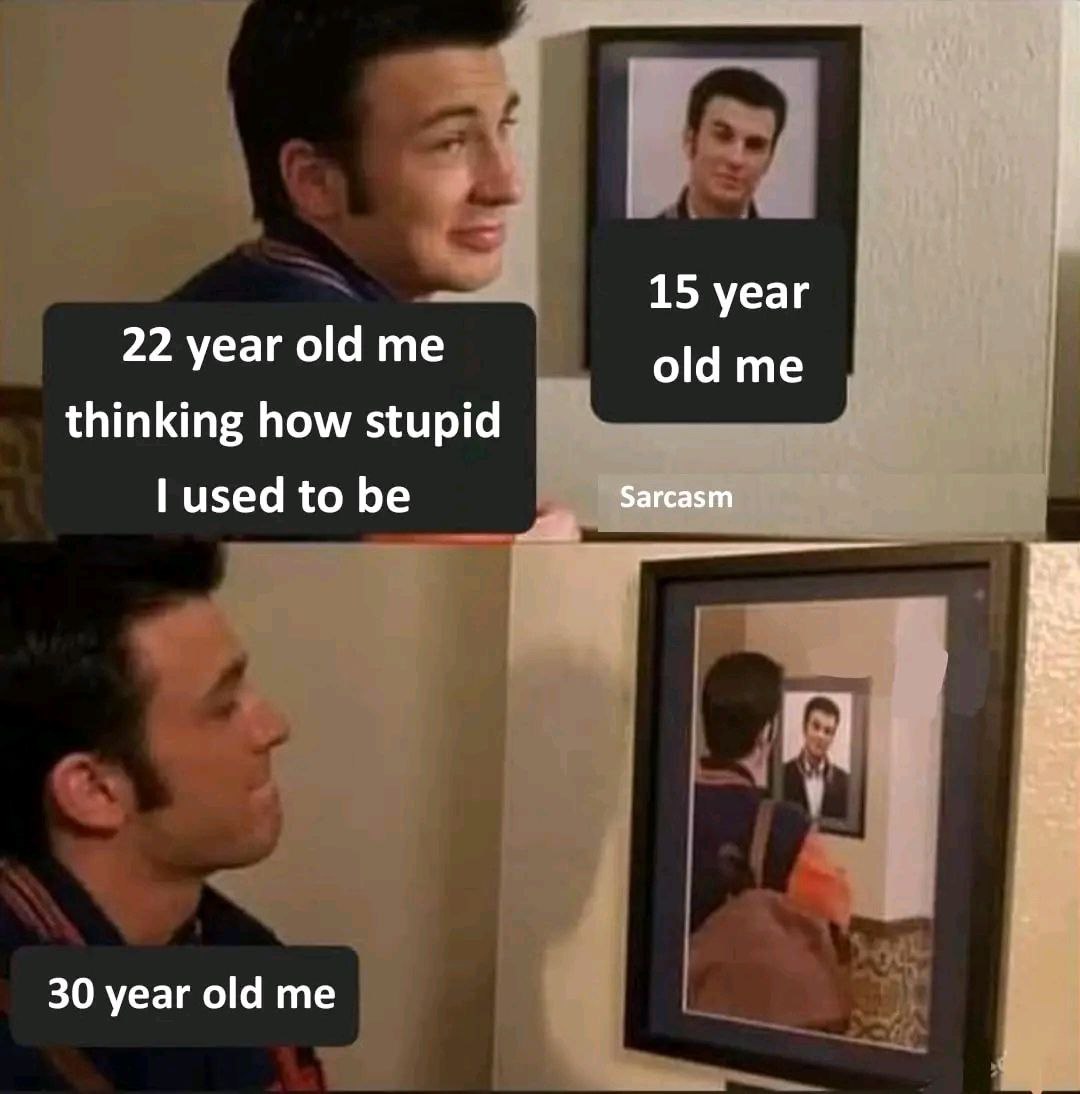 22 year old me
thinking how stupid
I used to be
15 year
old me
Sarcasm
30 year old me